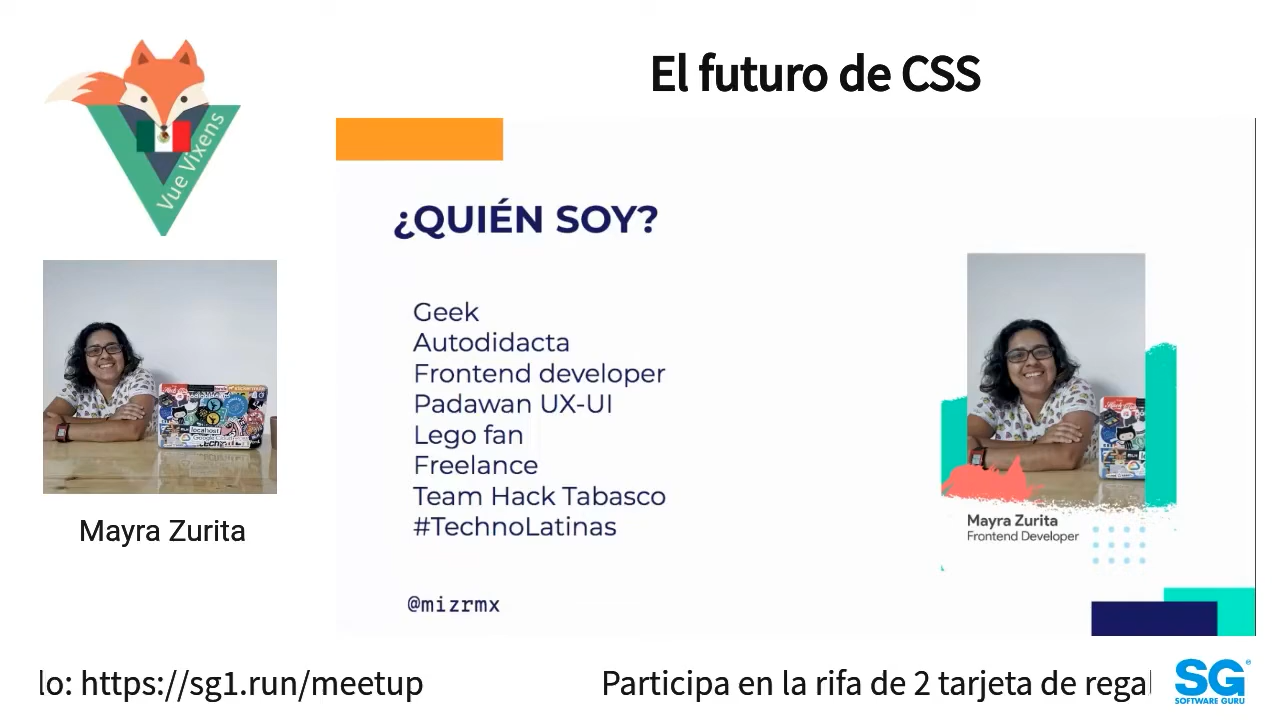 El futuro de CSS
Vue Vixens
¿QUIÉN SOY?
Geek
Autodidacta
Frontend developer
Padawan UX-UI
Lego fan
Freelance
Team Hack Tabasco
#TechnoLatinas
@mizrmx
Mayra Zurita
Mayra Zurita
Frontend Developer
lo: https://sg1.run/meetup
Participa en la rifa de 2 tarjeta de rega
SG
SOFTWARE GURU